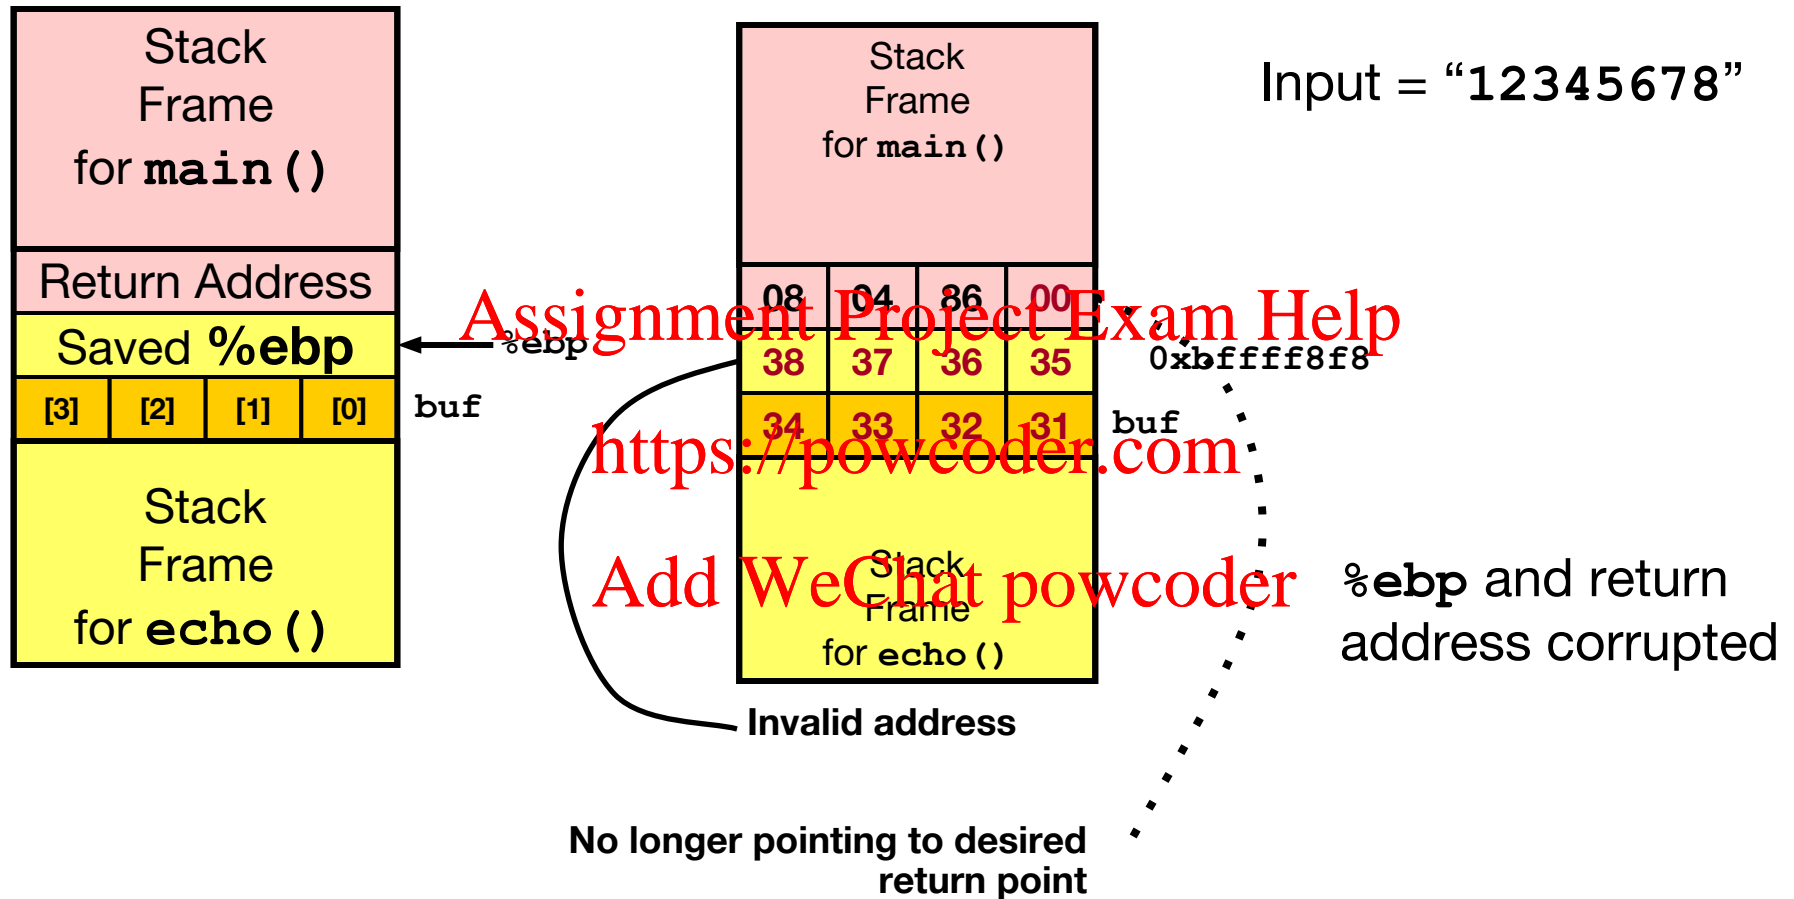 Stack
Frame
for main()
Return Address
Saved %ebp
[3] [2] [1] [0]
Stack
Frame
for echo()
%ebp
buf
Stack
Frame
for main()
08 04 86 00
38 37 36 35
34 33 32 31
Stack
Frame
for echo()
0xbffff8f8
buf
Input = “12345678”
%ebp and return
address corrupted
Invalid address
No longer pointing to desired
return point
Assignment Project Exam Help
https://powcoder.com
Add WeChat powcoder